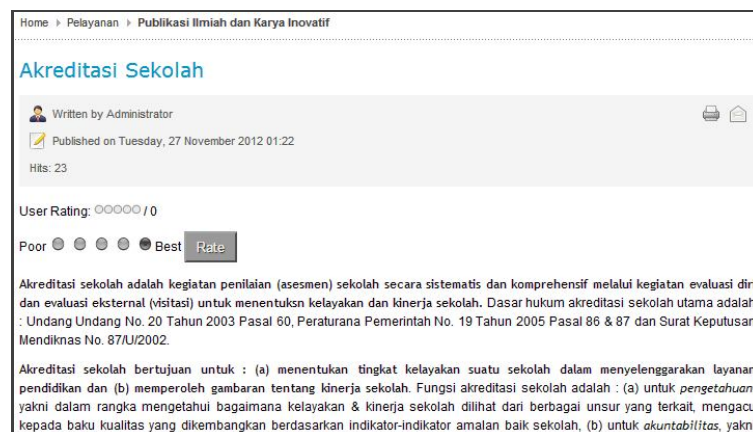 Home Pelayanan Publikasi Ilmiah dan Karya Inovatif
Akreditasi Sekolah
Written by Administrator
Published on Tuesday, 27 November 2012 01:22
Hits: 23
User Rating: / 0
Poor Best Rate
Akreditasi sekolah adalah kegiatan penilaian (asesmen) sekolah secara sistematis dan komprehensif melalui kegiatan evaluasi diri
dan evaluasi eksternal (visitasi) untuk menentuksn kelayakan dan kinerja sekolah. Dasar hukum akreditasi sekolah utama adalah
: Undang Undang No. 20 Tahun 2003 Pasal 60, Peraturana Pemerintah No. 19 Tahun 2005 Pasal 86 & 87 dan Surat Keputusan
Mendiknas No. 87/U/2002.
Akreditasi sekolah bertujuan untuk : (a) menentukan tingkat kelayakan suatu sekolah dalam menyelenggarakan layanan
pendidikan dan (b) memperoleh gambaran tentang kinerja sekolah. Fungsi akreditasi sekolah adalah : (a) untuk pengetahuan
yakni dalam rangka mengetahui bagaimana kelayakan & kinerja sekolah dilihat dari berbagai unsur yang terkait, mengacu
kepada baku kualitas yang dikembangkan berdasarkan indikator-indikator amalan baik sekolah, (b) untuk akuntabilitas, yakn